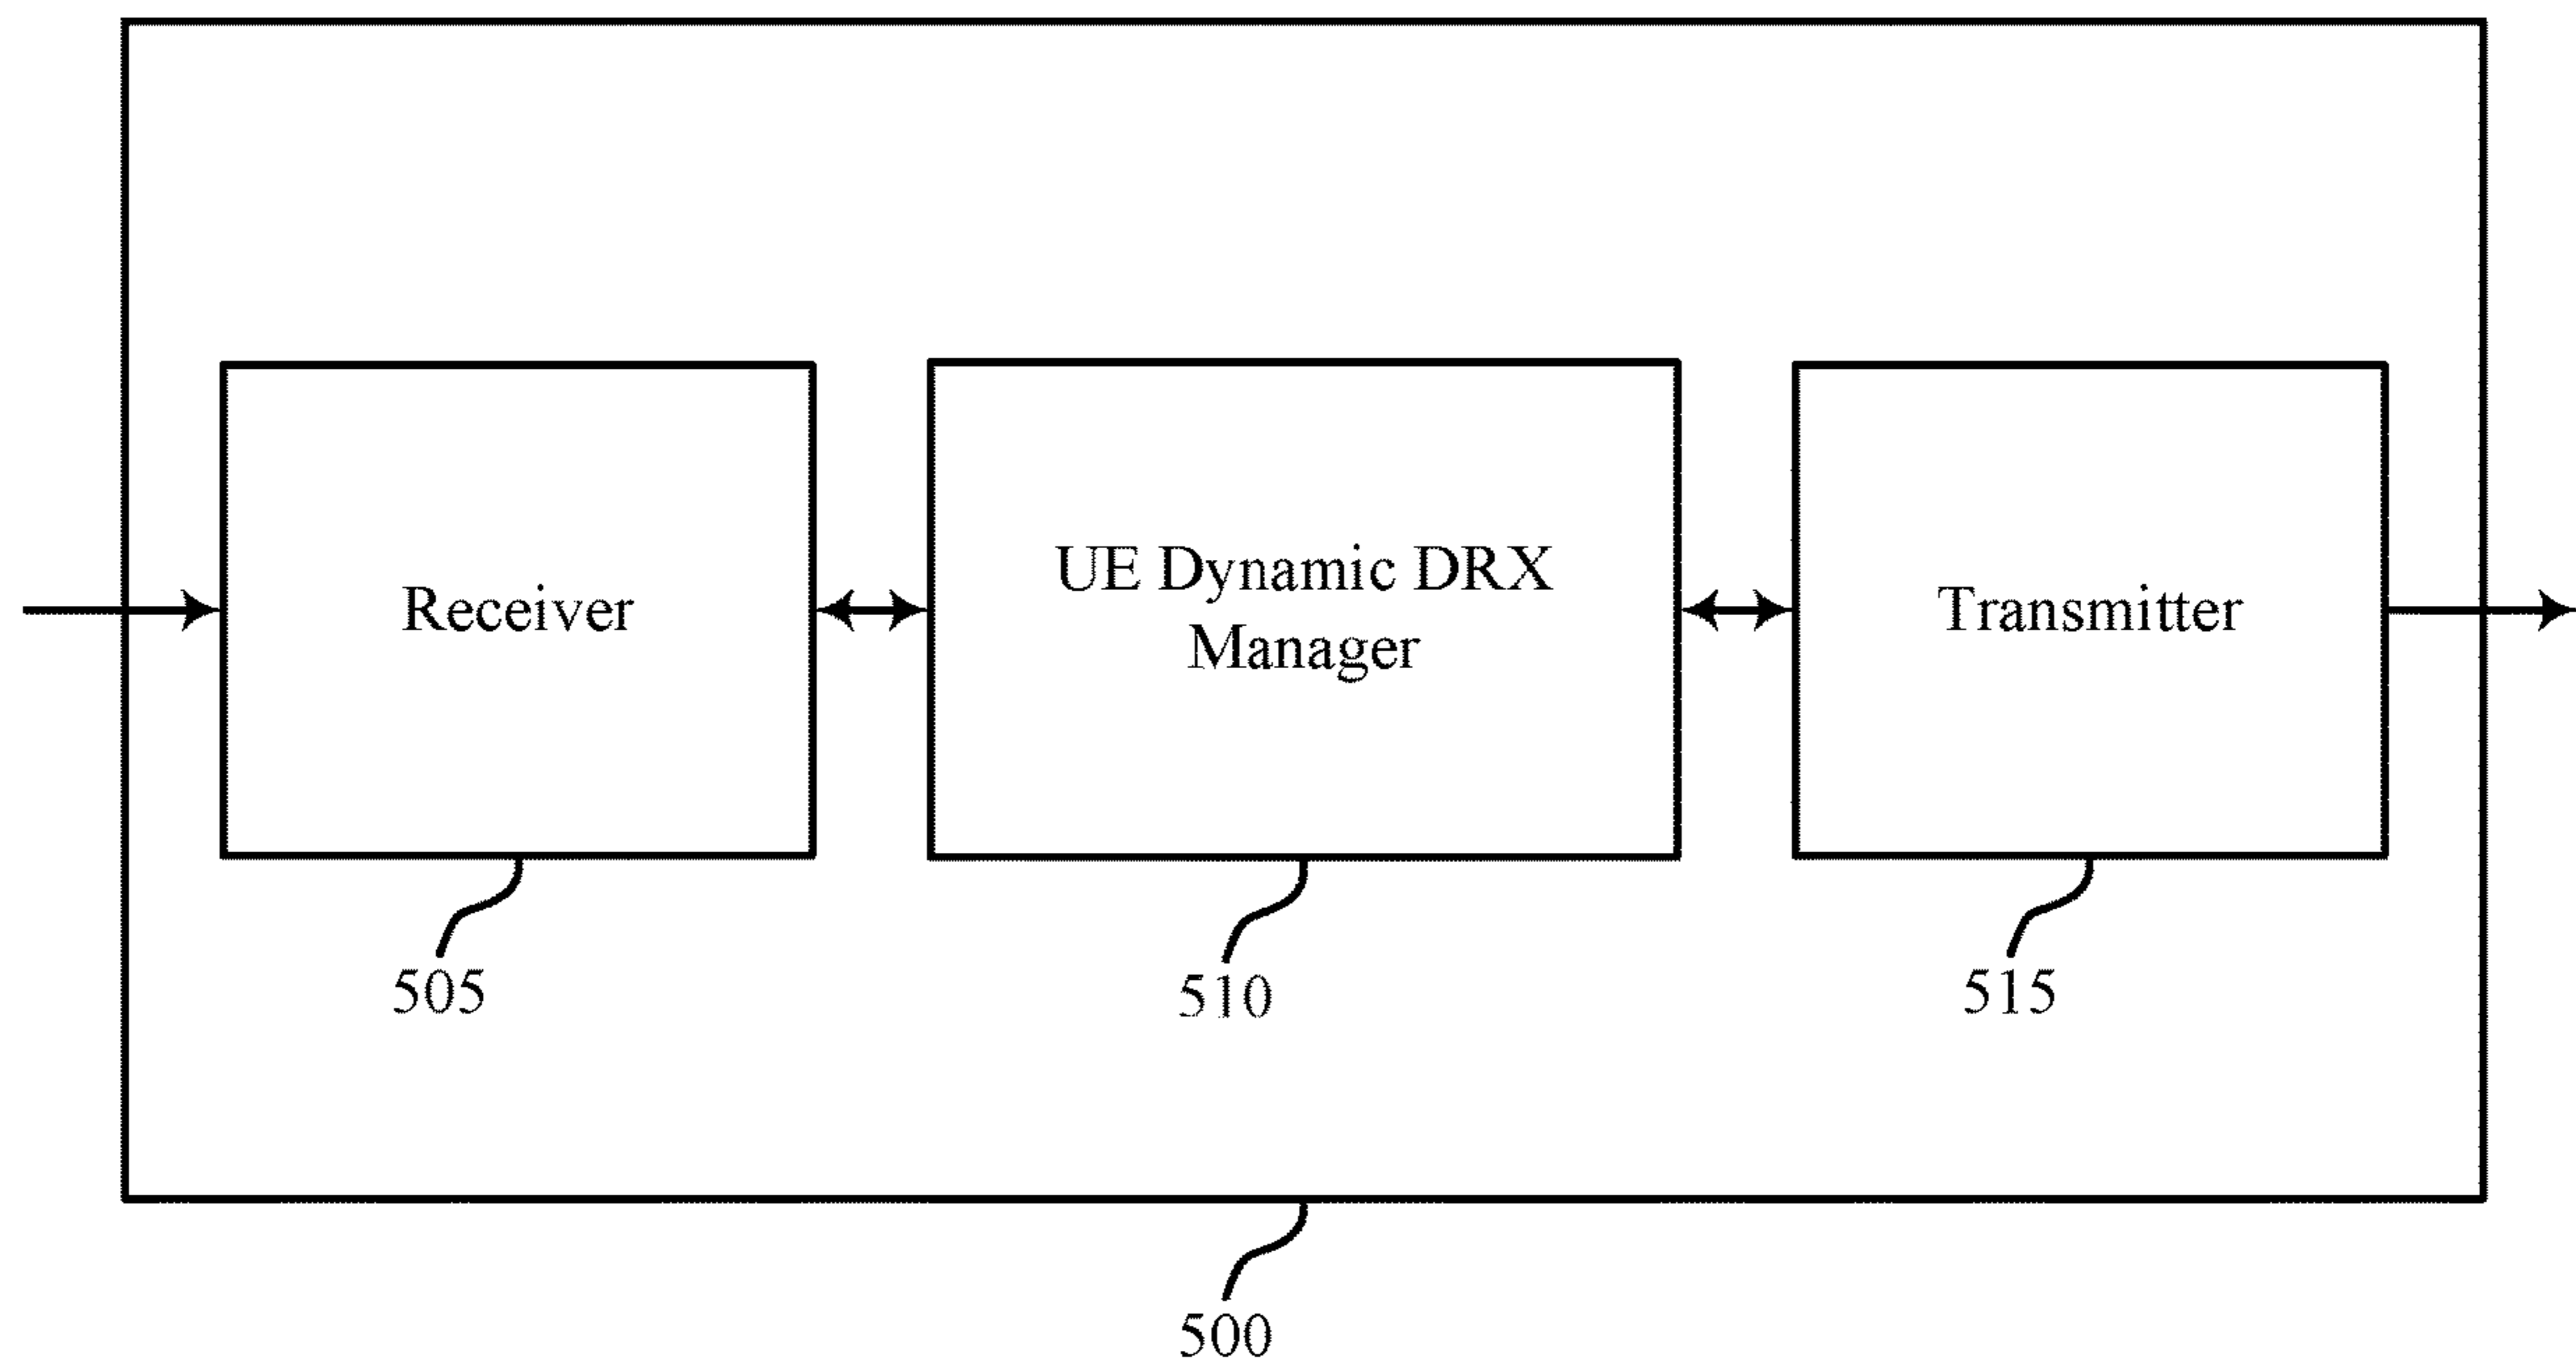 Receiver
UE Dynamic DRX
Manager
Transmitter
505
510
515
500